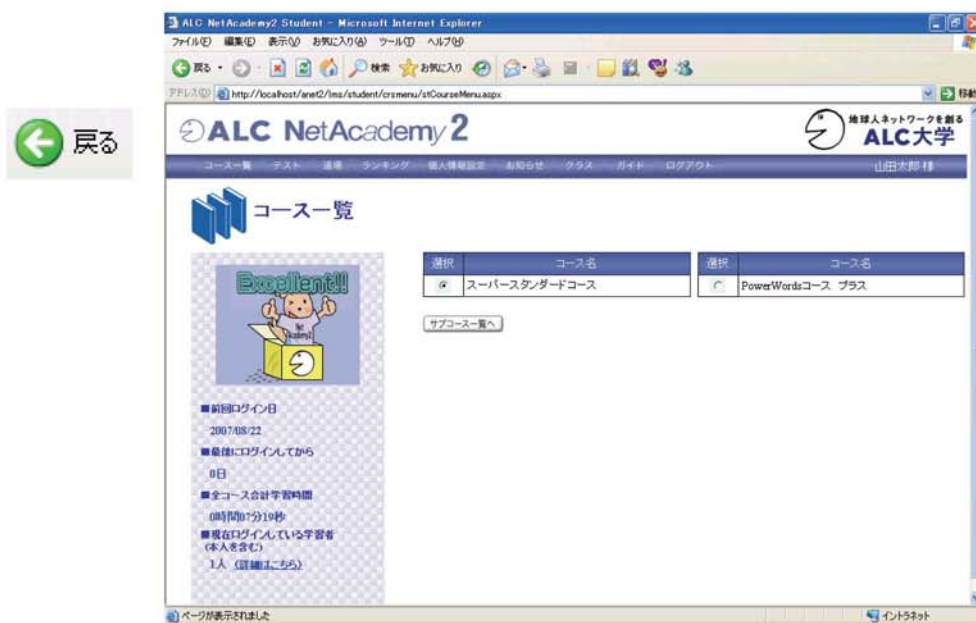 戻る
ALC NetAcademy2 Student - Microsoft Internet Explorer
ファイル(F) 編集(E) 表示(V) お気に入り(A) ツール(T) ヘルプ(H)
戻る 検索 お気に入り
アドレス(D) http://localhost/anet2/lms/student/crsmenu/stCourseMenu.aspx 移動
ALC NetAcademy 2
地球人ネットワークを創る
ALC大学
コース一覧 テスト 道場 ランキング 個人情報設定 お知らせ クラス ガイド ログアウト 山田太郎 様
コース一覧
Excellent!!
Net
Academy2
選択 コース名 選択 コース名
スーパースタンダードコース PowerWordsコース プラス
サブコース一覧へ
■前回ログイン日
2007/08/22
■最後にログインしてから
0日
■全コース合計学習時間
0時間07分19秒
■現在ログインしている学習者
(本人を含む)
1人 (詳細はこちら)
ページが表示されました イントラネット